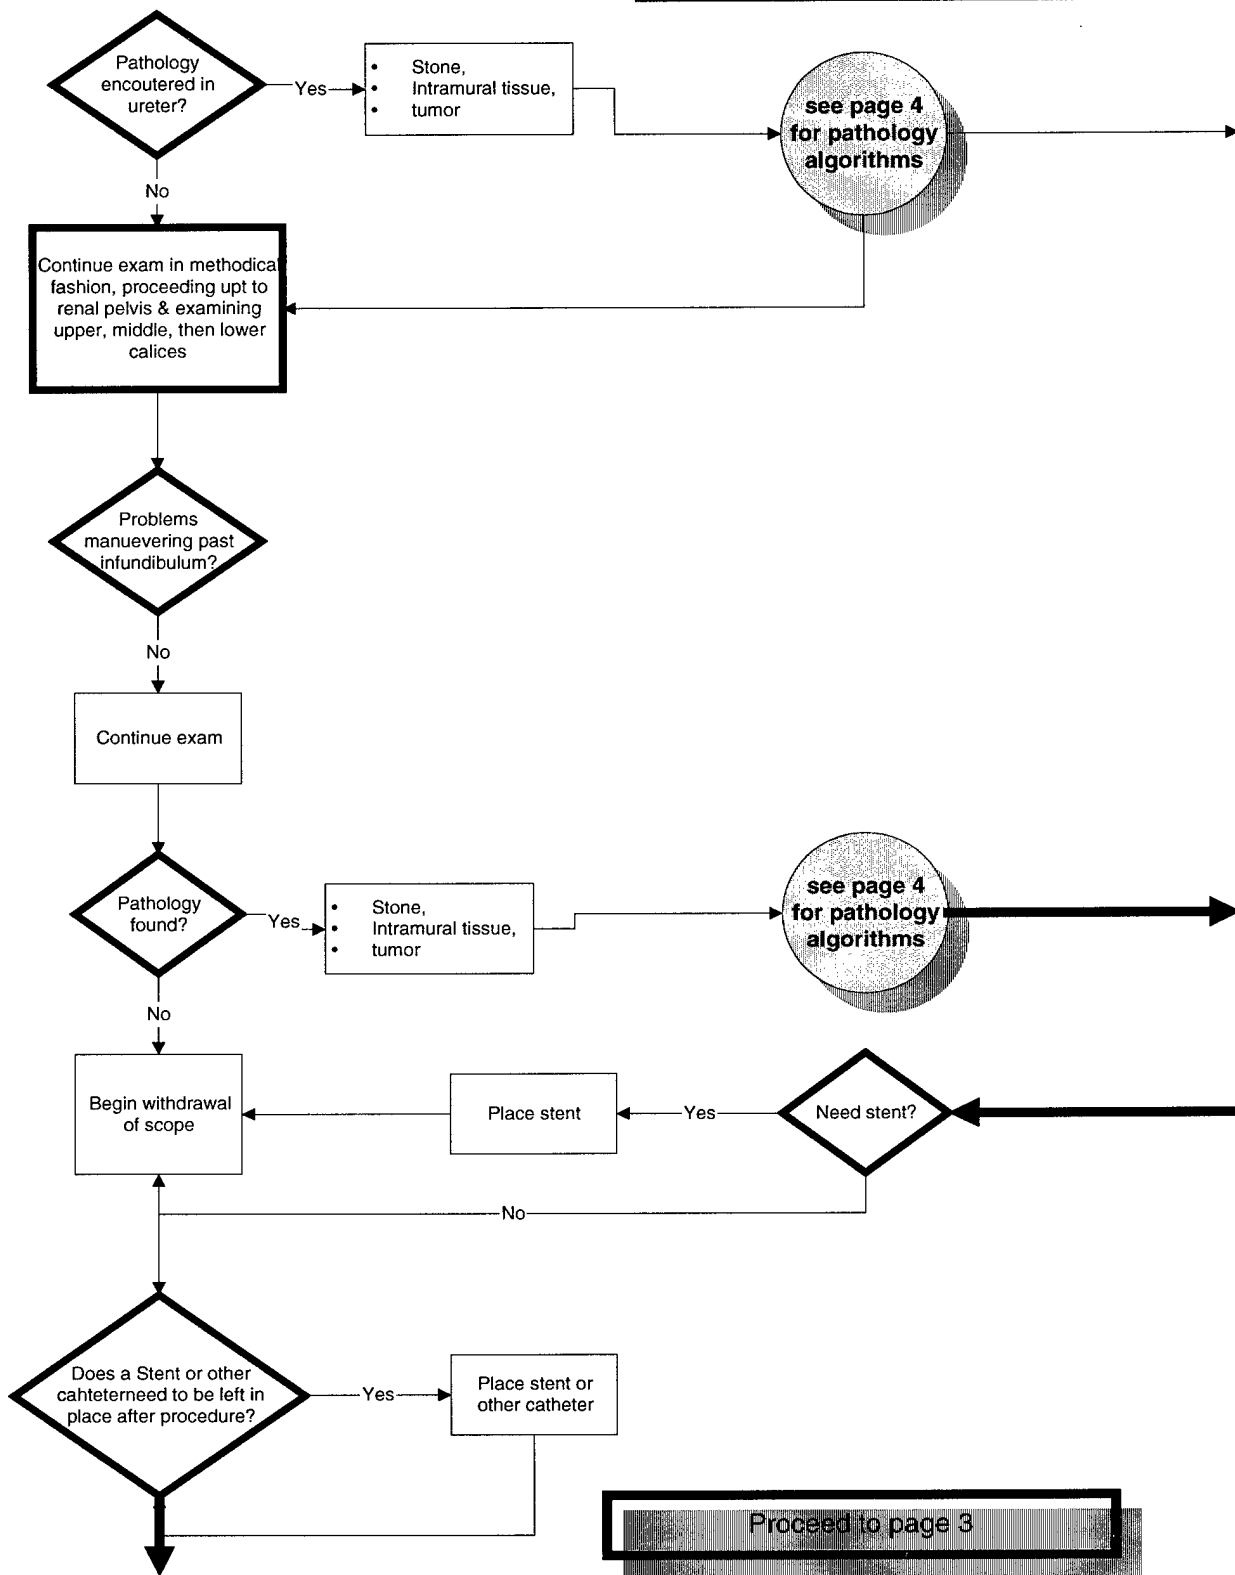 Pathology
encoutered in
ureter?
Yes
• Stone,
• Intramural tissue,
• tumor
see page 4
for pathology
algorithms
No
Continue exam in methodical
fashion, proceeding upt to
renal pelvis & examining
upper, middle, then lower
calices
Problems
manuevering past
infundibulum?
No
Continue exam
Pathology
found?
Yes
• Stone,
• Intramural tissue,
• tumor
see page 4
for pathology
algorithms
No
Begin withdrawal
of scope
Place stent
Yes
Need stent?
No
Does a Stent or other
cahteterneed to be left in
place after procedure?
Yes
Place stent or
other catheter
Proceed to page 3